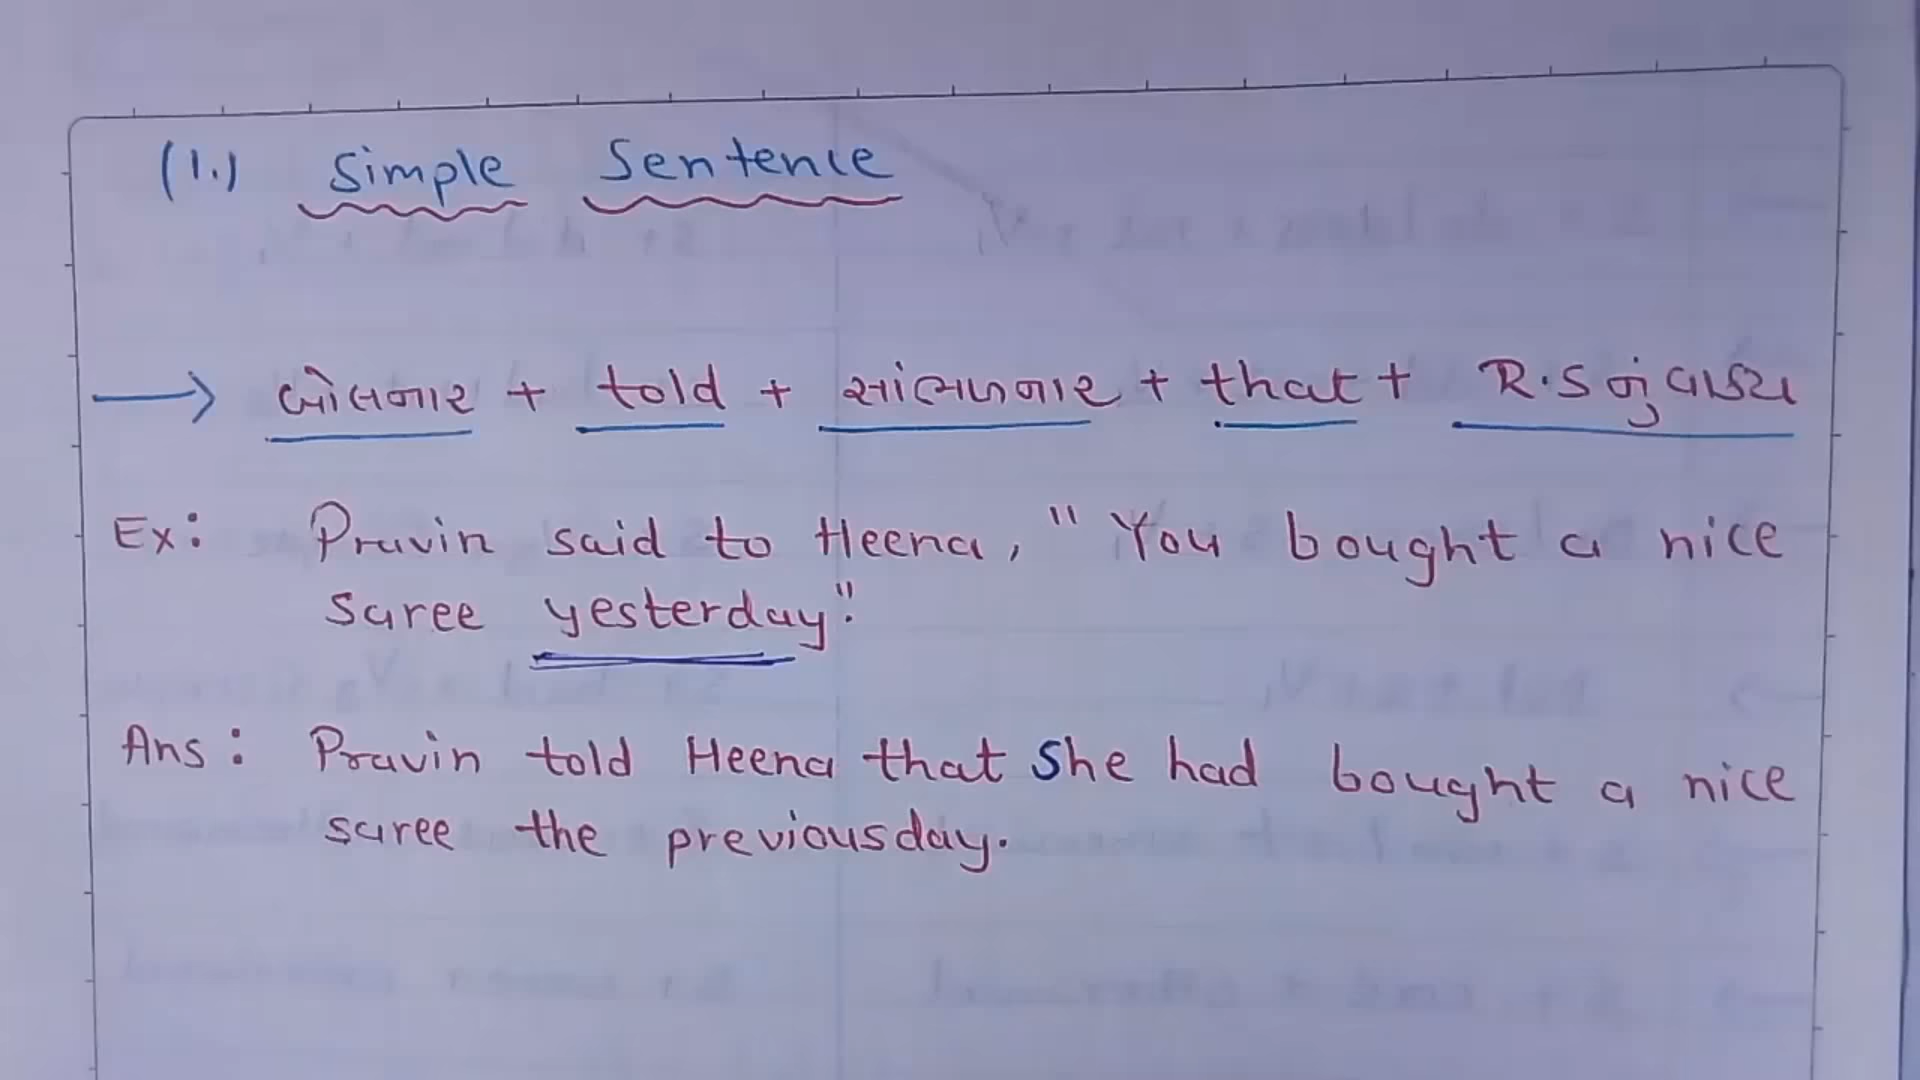 (1.) Simple Sentence
→ બોલનાર + told + સાંભળનાર + that + R.S નું વાક્ય
Ex: Pravin said to Heena, "You bought a nice
saree yesterday".
Ans: Pravin told Heena that She had bought a nice
saree the previousday.